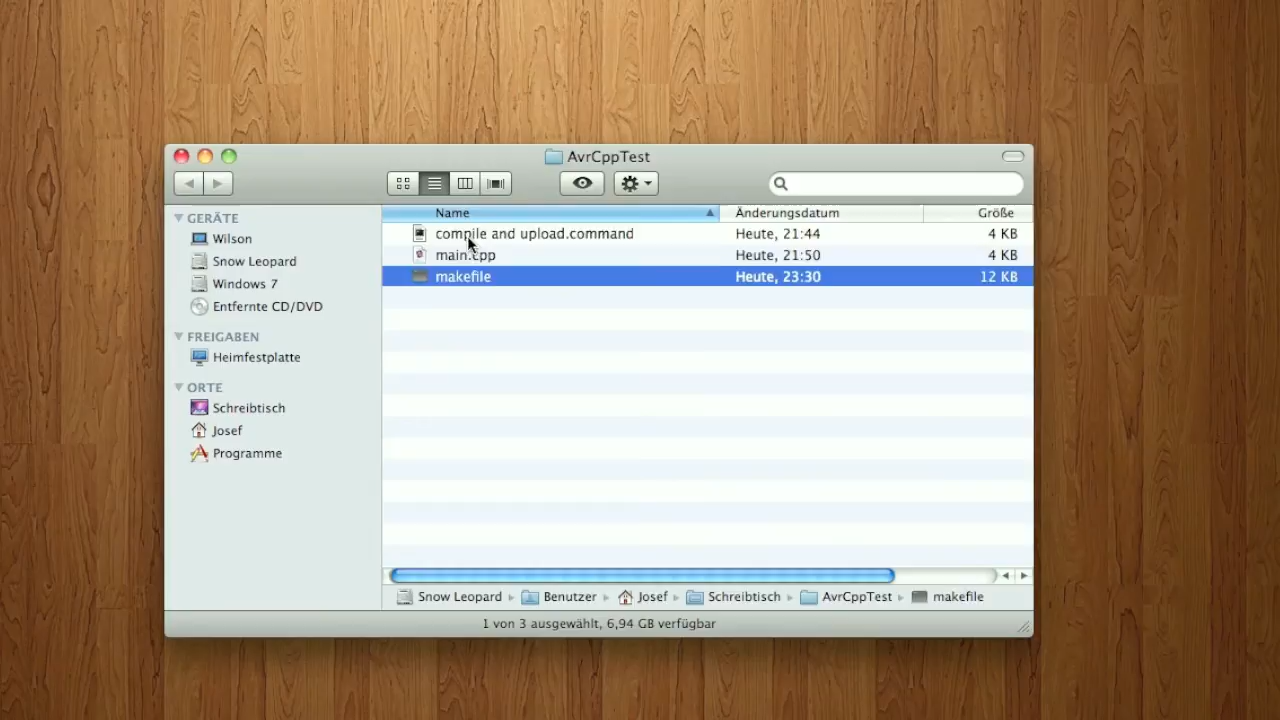 AvrCppTest
GERÄTE
Wilson
Snow Leopard
Windows 7
Entfernte CD/DVD
FREIGABEN
Heimfestplatte
ORTE
Schreibtisch
Josef
Programme
Name Änderungsdatum Größe
compile and upload.command Heute, 21:44 4 KB
main.cpp Heute, 21:50 4 KB
makefile Heute, 23:30 12 KB
Snow Leopard Benutzer Josef Schreibtisch AvrCppTest makefile
1 von 3 ausgewählt, 6,94 GB verfügbar